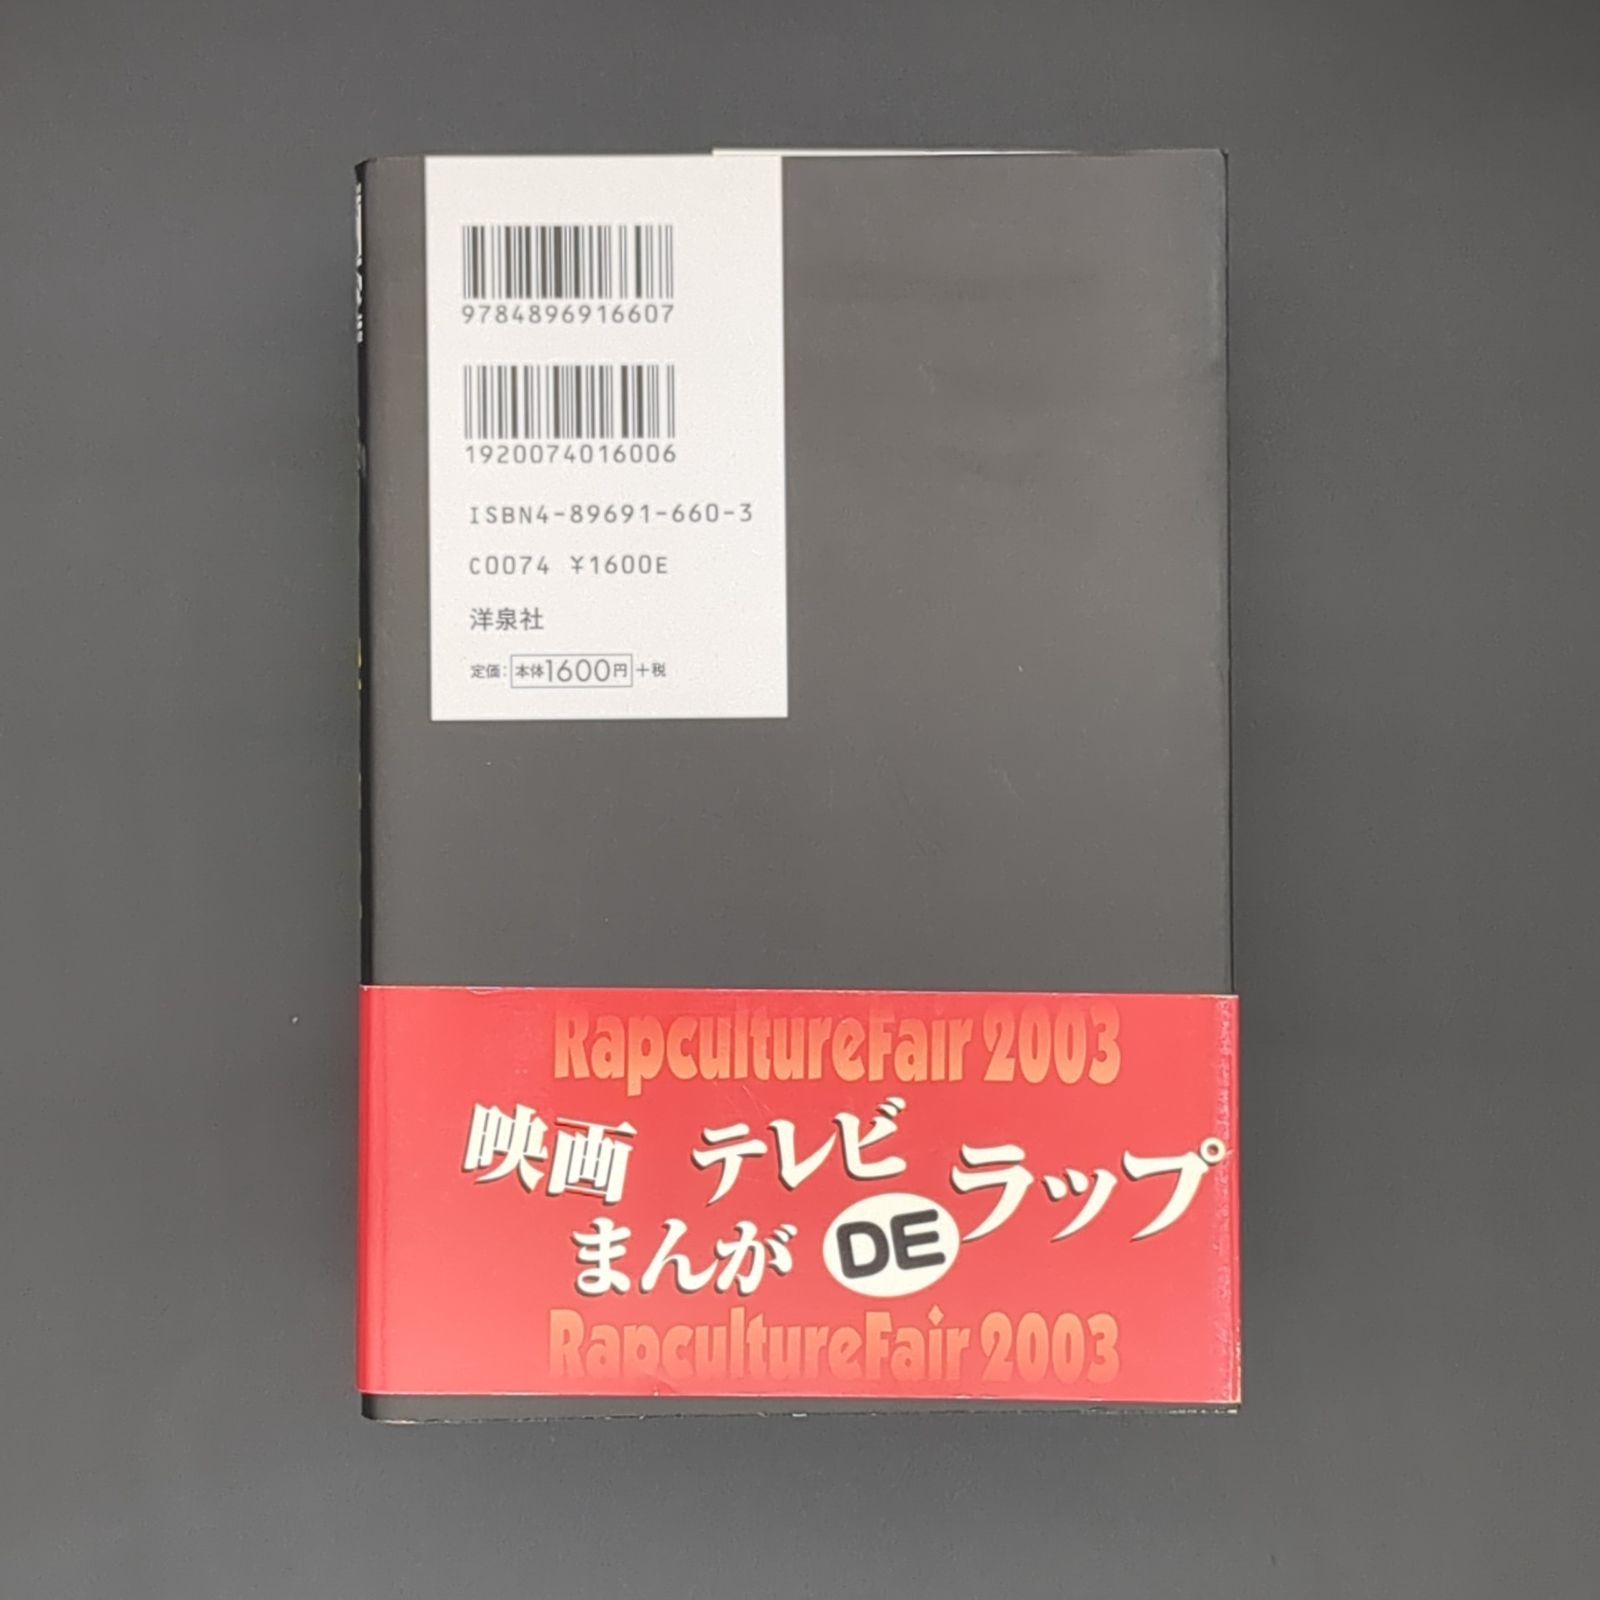 9784896916607
1920074016006
ISBN4-89691-660-3
C0074 ¥1600E
洋泉社
定価:本体1600円+税
RapcultureFair 2003
映画 テレビ
まんが DE ラップ
RapcultureFair 2003